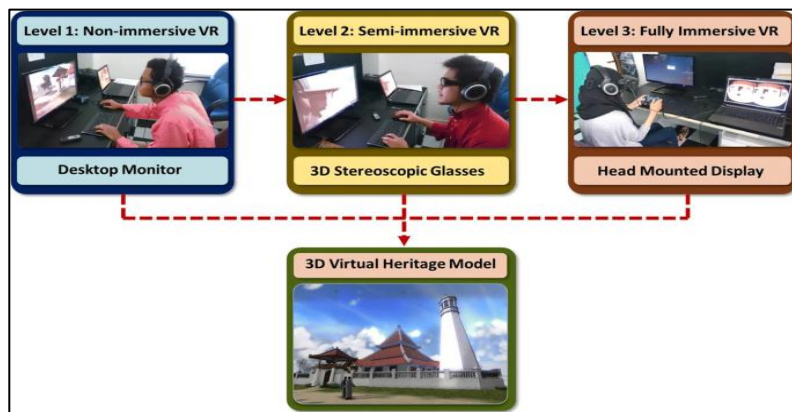 Level 1: Non-immersive VR
Level 2: Semi-immersive VR
Level 3: Fully Immersive VR
Desktop Monitor
3D Stereoscopic Glasses
Head Mounted Display
3D Virtual Heritage Model